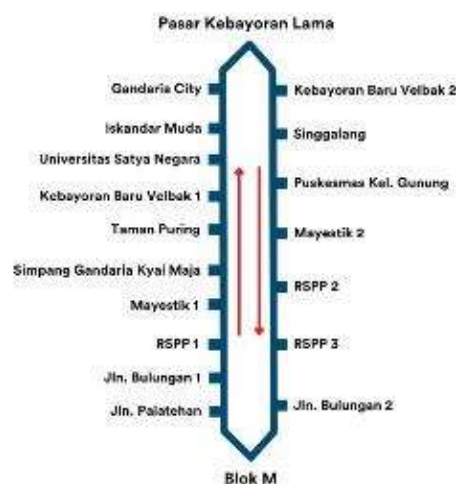 Pasar Kebayoran Lama
Gandaria City
Iskandar Muda
Universitas Satya Negara
Kebayoran Baru Velbak 1
Taman Puring
Simpang Gandaria Kyai Maja
Mayestik 1
RSPP 1
Jln. Bulungan 1
Jln. Palatehan
Kebayoran Baru Velbak 2
Singgalang
Puskesmas Kel. Gunung
Mayestik 2
RSPP 2
RSPP 3
Jln. Bulungan 2
Blok M